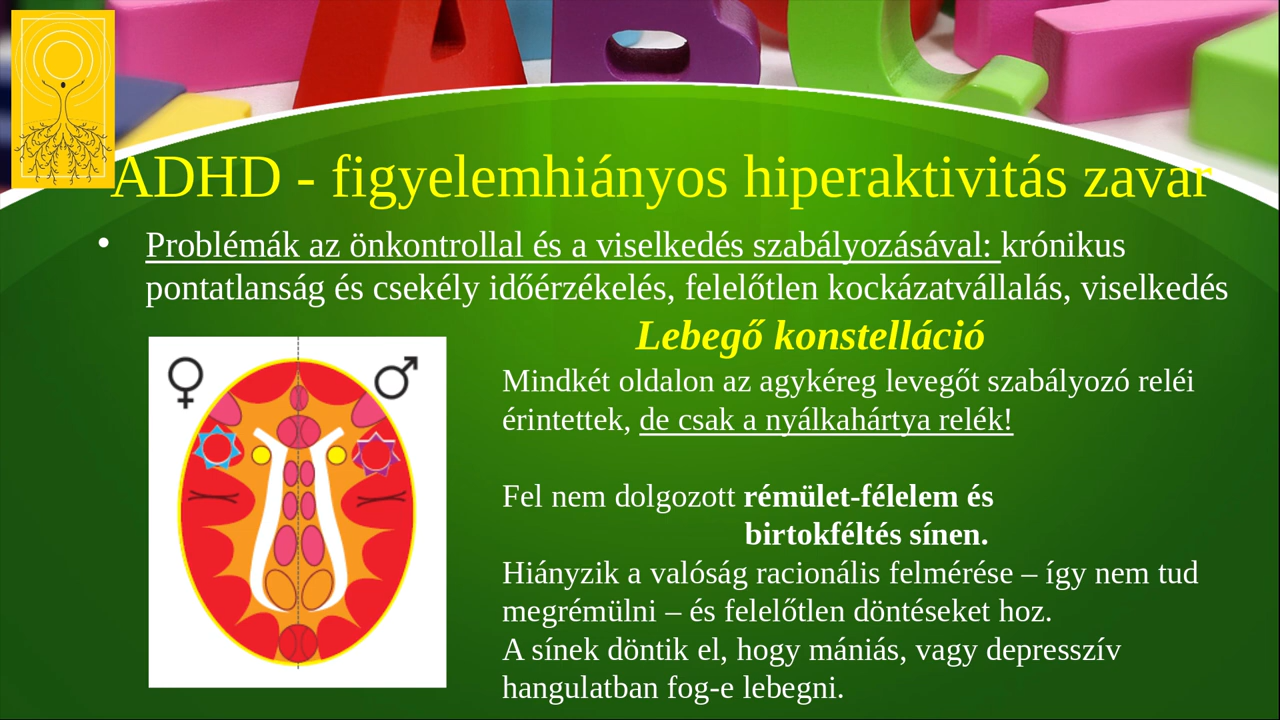 ADHD - figyelemhiányos hiperaktivitás zavar
• Problémák az önkontrollal és a viselkedés szabályozásával: krónikus
pontatlanság és csekély időérzékelés, felelőtlen kockázatvállalás, viselkedés
Lebegő konstelláció
Mindkét oldalon az agykéreg levegőt szabályozó reléi
érintettek, de csak a nyálkahártya relék!
Fel nem dolgozott rémület-félelem és
birtokféltés sínen.
Hiányzik a valóság racionális felmérése – így nem tud
megrémülni – és felelőtlen döntéseket hoz.
A sínek döntik el, hogy mániás, vagy depresszív
hangulatban fog-e lebegni.